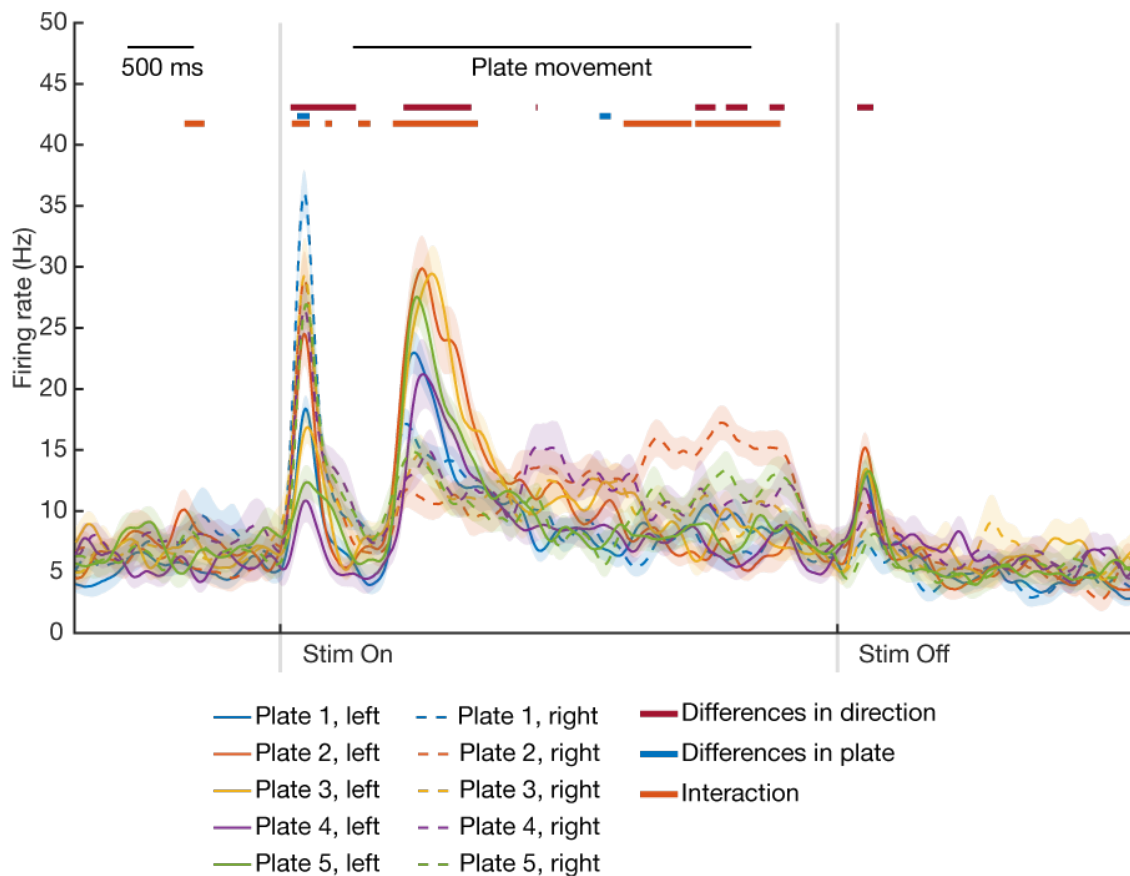 50
45
40
35
30
25
20
15
10
5
0
Firing rate (Hz)
500 ms
Plate movement
Stim On
Stim Off
Plate 1, left
Plate 2, left
Plate 3, left
Plate 4, left
Plate 5, left
Plate 1, right
Plate 2, right
Plate 3, right
Plate 4, right
Plate 5, right
Differences in direction
Differences in plate
Interaction